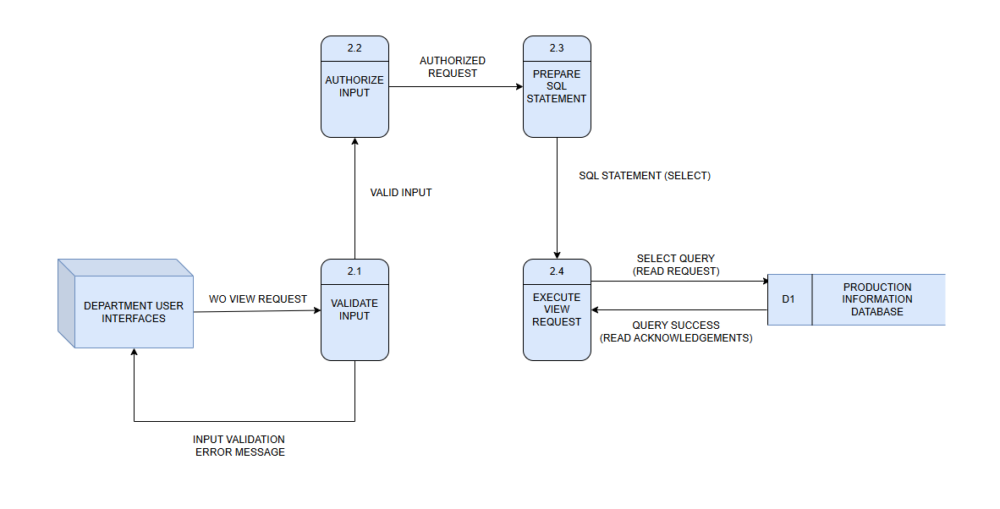 2.2
AUTHORIZE
INPUT
AUTHORIZED
REQUEST
2.3
PREPARE
SQL
STATEMENT
VALID INPUT
SQL STATEMENT (SELECT)
DEPARTMENT USER
INTERFACES
WO VIEW REQUEST
2.1
VALIDATE
INPUT
2.4
EXECUTE
VIEW
REQUEST
SELECT QUERY
(READ REQUEST)
D1
PRODUCTION
INFORMATION
DATABASE
QUERY SUCCESS
(READ ACKNOWLEDGEMENTS)
INPUT VALIDATION
ERROR MESSAGE